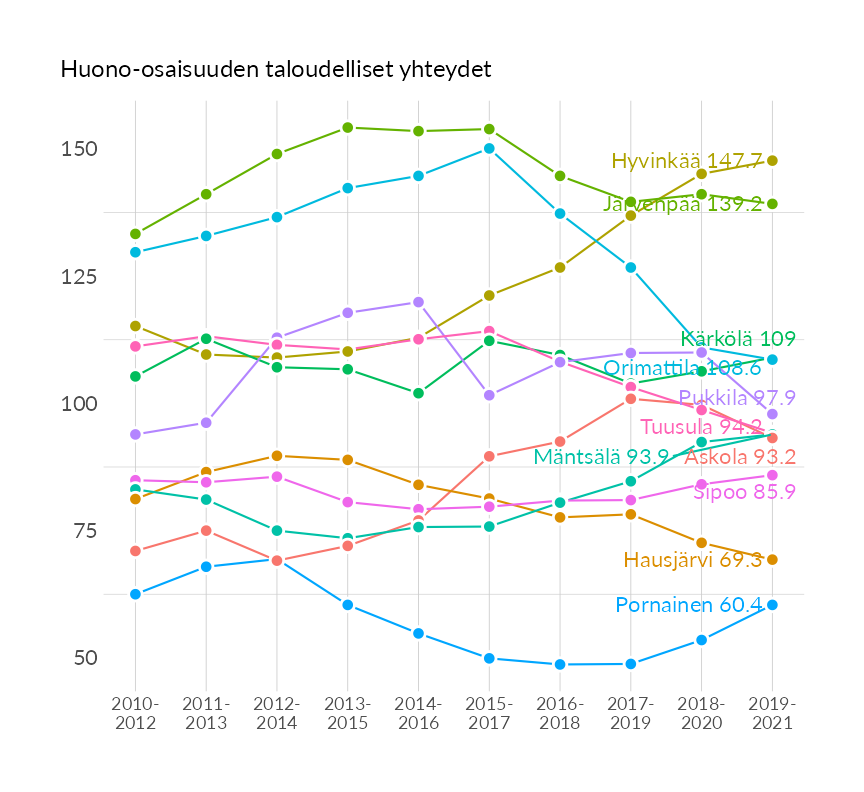 Huono-osaisuuden taloudelliset yhteydet
150
125
100
75
50
Hyvinkää 147.7
Järvenpää 139.2
Kärkölä 109
Orimattila 108.6
Pukkila 97.9
Tuusula 94.2
Mäntsälä 93.9
Askola 93.2
Sipoo 85.9
Hausjärvi 69.3
Pornainen 60.4
2010- 2011- 2012- 2013- 2014- 2015- 2016- 2017- 2018- 2019-
2012 2013 2014 2015 2016 2017 2018 2019 2020 2021